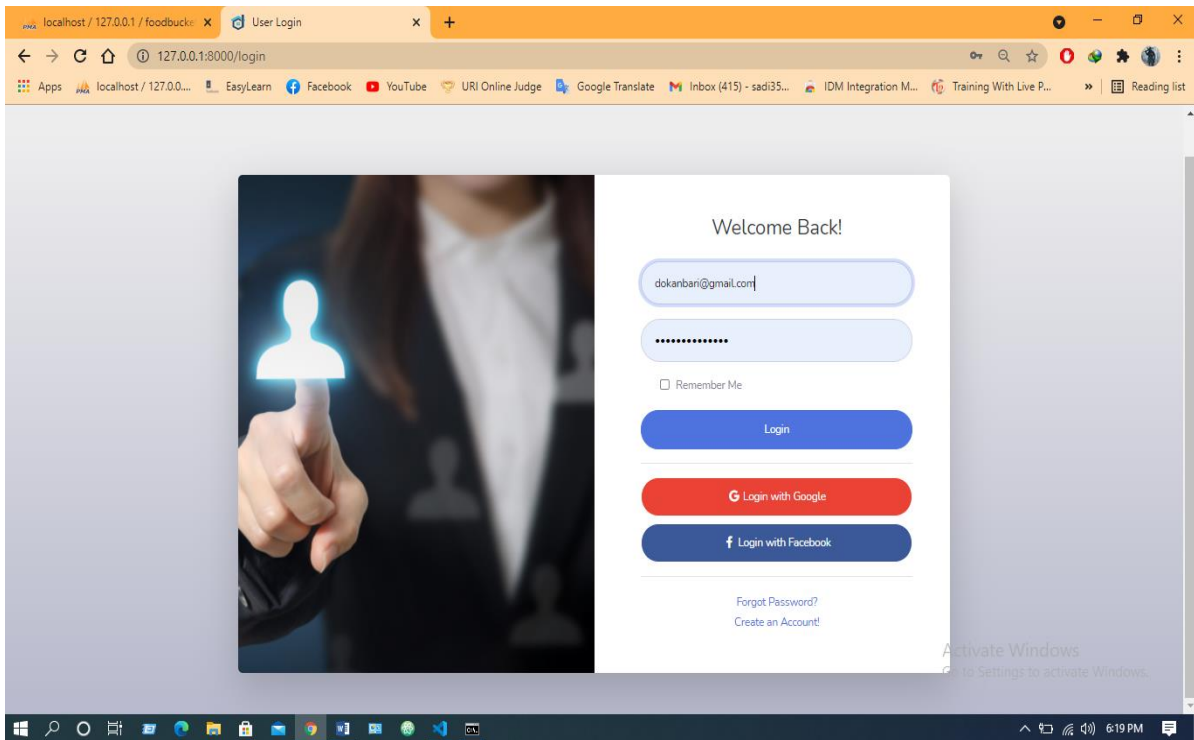 localhost / 127.0.0.1 / foodbucke
User Login
127.0.0.1:8000/login
Apps
localhost / 127.0.0....
EasyLearn
Facebook
YouTube
URI Online Judge
Google Translate
Inbox (415) - sadi35...
IDM Integration M...
Training With Live P...
»
Reading list
Welcome Back!
dokanbari@gmail.com
••••••••••••••
Remember Me
Login
G Login with Google
f Login with Facebook
Forgot Password?
Create an Account!
Activate Windows
Go to Settings to activate Windows.
6:19 PM